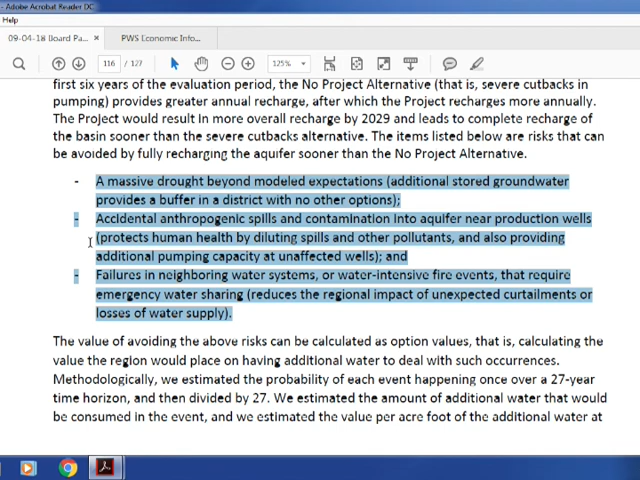 - Adobe Acrobat Reader DC
Help
09-04-18 Board Pa... ×
PWS Economic Info...
116 / 127
125%
first six years of the evaluation period, the No Project Alternative (that is, severe cutbacks in
pumping) provides greater annual recharge, after which the Project recharges more annually.
The Project would result in more overall recharge by 2029 and leads to complete recharge of
the basin sooner than the severe cutbacks alternative. The items listed below are risks that can
be avoided by fully recharging the aquifer sooner than the No Project Alternative.
- A massive drought beyond modeled expectations (additional stored groundwater
provides a buffer in a district with no other options);
- Accidental anthropogenic spills and contamination into aquifer near production wells
(protects human health by diluting spills and other pollutants, and also providing
additional pumping capacity at unaffected wells); and
- Failures in neighboring water systems, or water-intensive fire events, that require
emergency water sharing (reduces the regional impact of unexpected curtailments or
losses of water supply).
The value of avoiding the above risks can be calculated as option values, that is, calculating the
value the region would place on having additional water to deal with such occurrences.
Methodologically, we estimated the probability of each event happening once over a 27-year
time horizon, and then divided by 27. We estimated the amount of additional water that would
be consumed in the event, and we estimated the value per acre foot of the additional water at